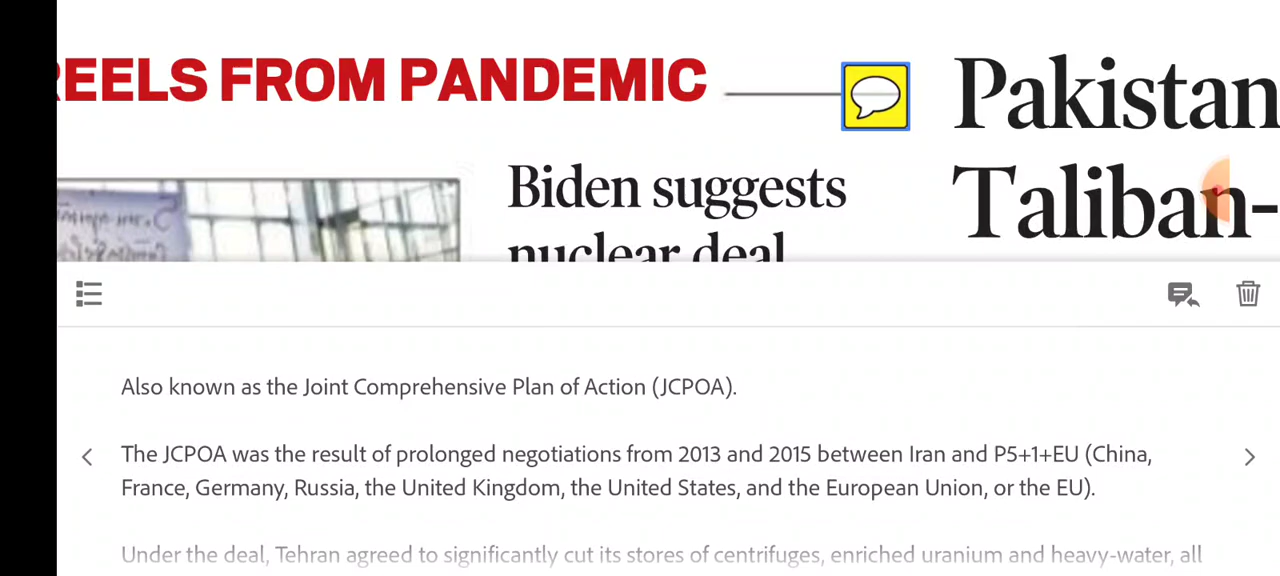 REELS FROM PANDEMIC
Pakistan
Taliban-
Biden suggests
nuclear deal
Also known as the Joint Comprehensive Plan of Action (JCPOA).
The JCPOA was the result of prolonged negotiations from 2013 and 2015 between Iran and P5+1+EU (China,
France, Germany, Russia, the United Kingdom, the United States, and the European Union, or the EU).
Under the deal, Tehran agreed to significantly cut its stores of centrifuges, enriched uranium and heavy-water, all